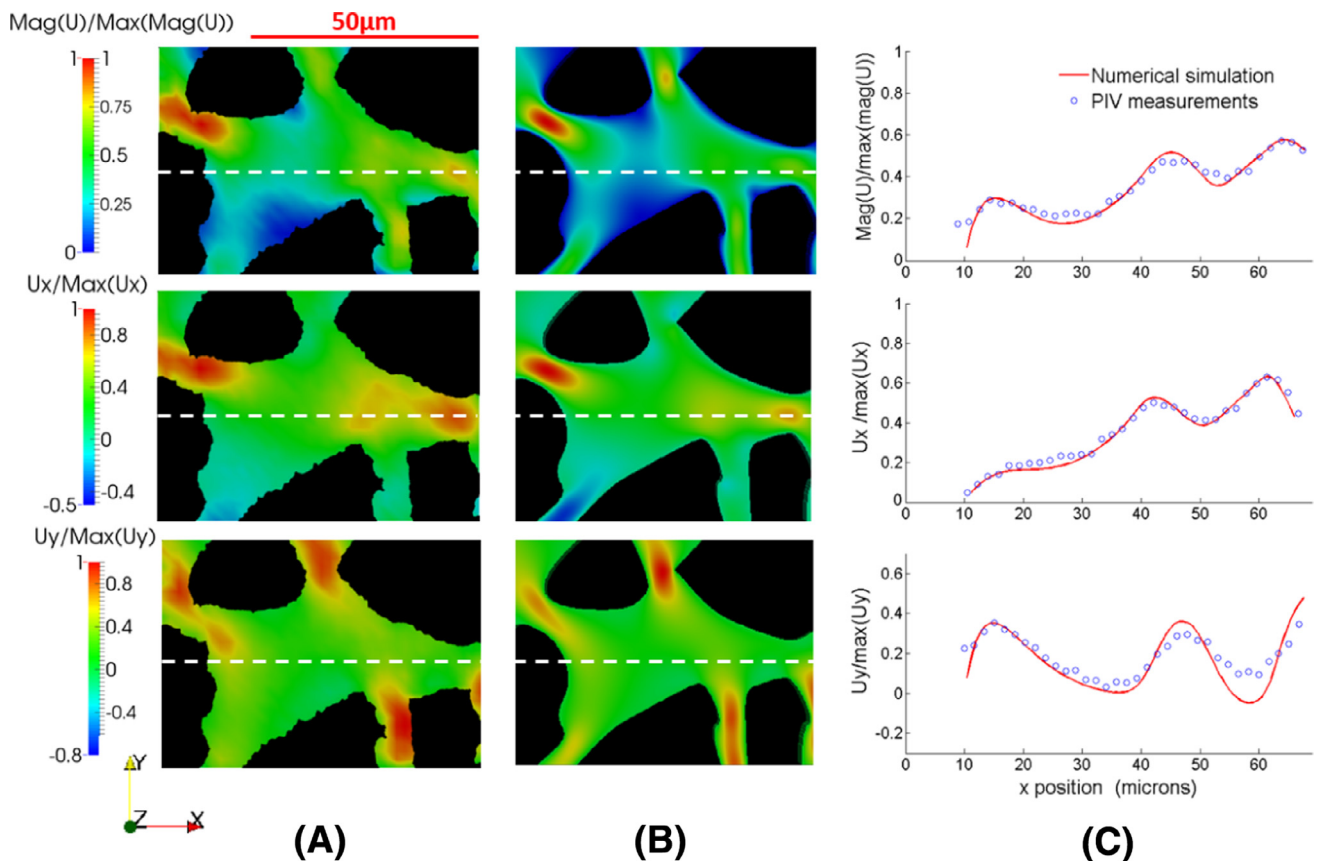 Mag(U)/Max(Mag(U))
50µm
1 1
0.75
0.5
0.25
0
Ux/Max(Ux)
1
0.8
0.4
0
-0.4
-0.5
Uy/Max(Uy)
1
0.8
0.4
0
-0.4
-0.8
Y
Z X
(A)
(B)
Mag(U)/max(mag(U))
1
0.8
0.6
0.4
0.2
0
0 10 20 30 40 50 60
Numerical simulation
PIV measurements
Ux /max(Ux)
1
0.8
0.6
0.4
0.2
0
0 10 20 30 40 50 60
Uy/max(Uy)
0.6
0.4
0.2
0
-0.2
0 10 20 30 40 50 60
x position (microns)
(C)